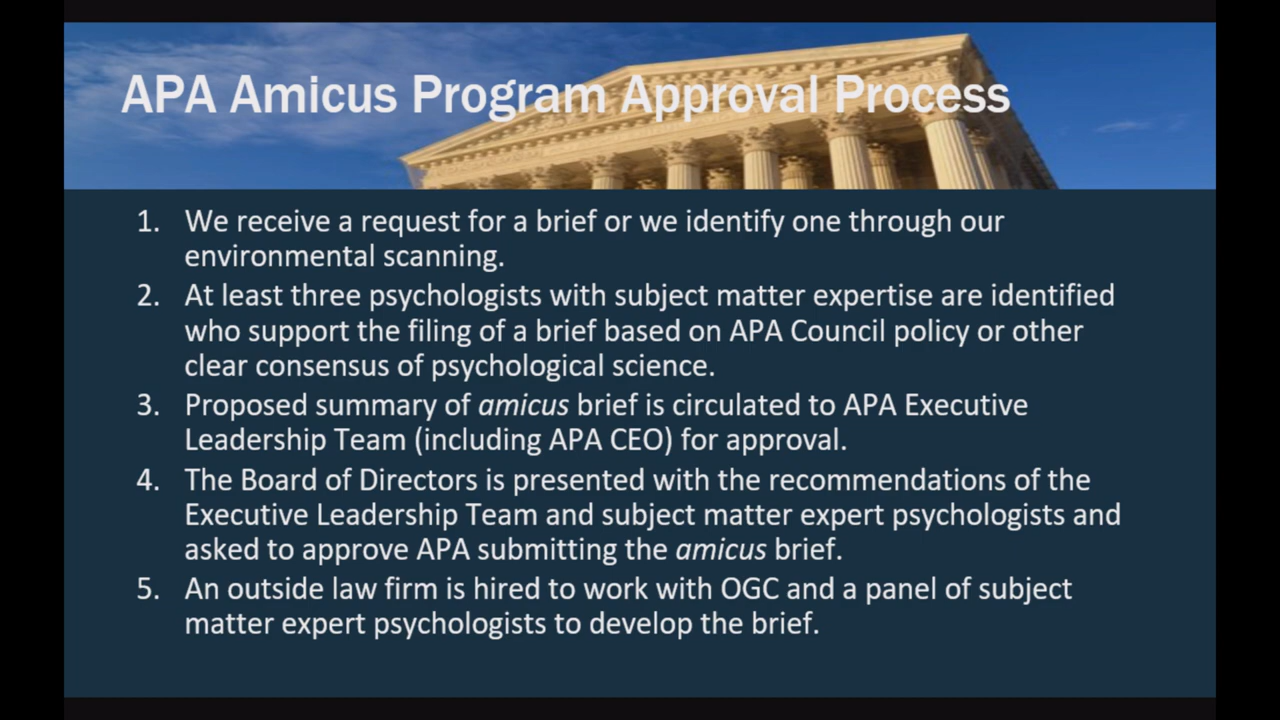 APA Amicus Program Approval Process
1. We receive a request for a brief or we identify one through our
environmental scanning.
2. At least three psychologists with subject matter expertise are identified
who support the filing of a brief based on APA Council policy or other
clear consensus of psychological science.
3. Proposed summary of amicus brief is circulated to APA Executive
Leadership Team (including APA CEO) for approval.
4. The Board of Directors is presented with the recommendations of the
Executive Leadership Team and subject matter expert psychologists and
asked to approve APA submitting the amicus brief.
5. An outside law firm is hired to work with OGC and a panel of subject
matter expert psychologists to develop the brief.